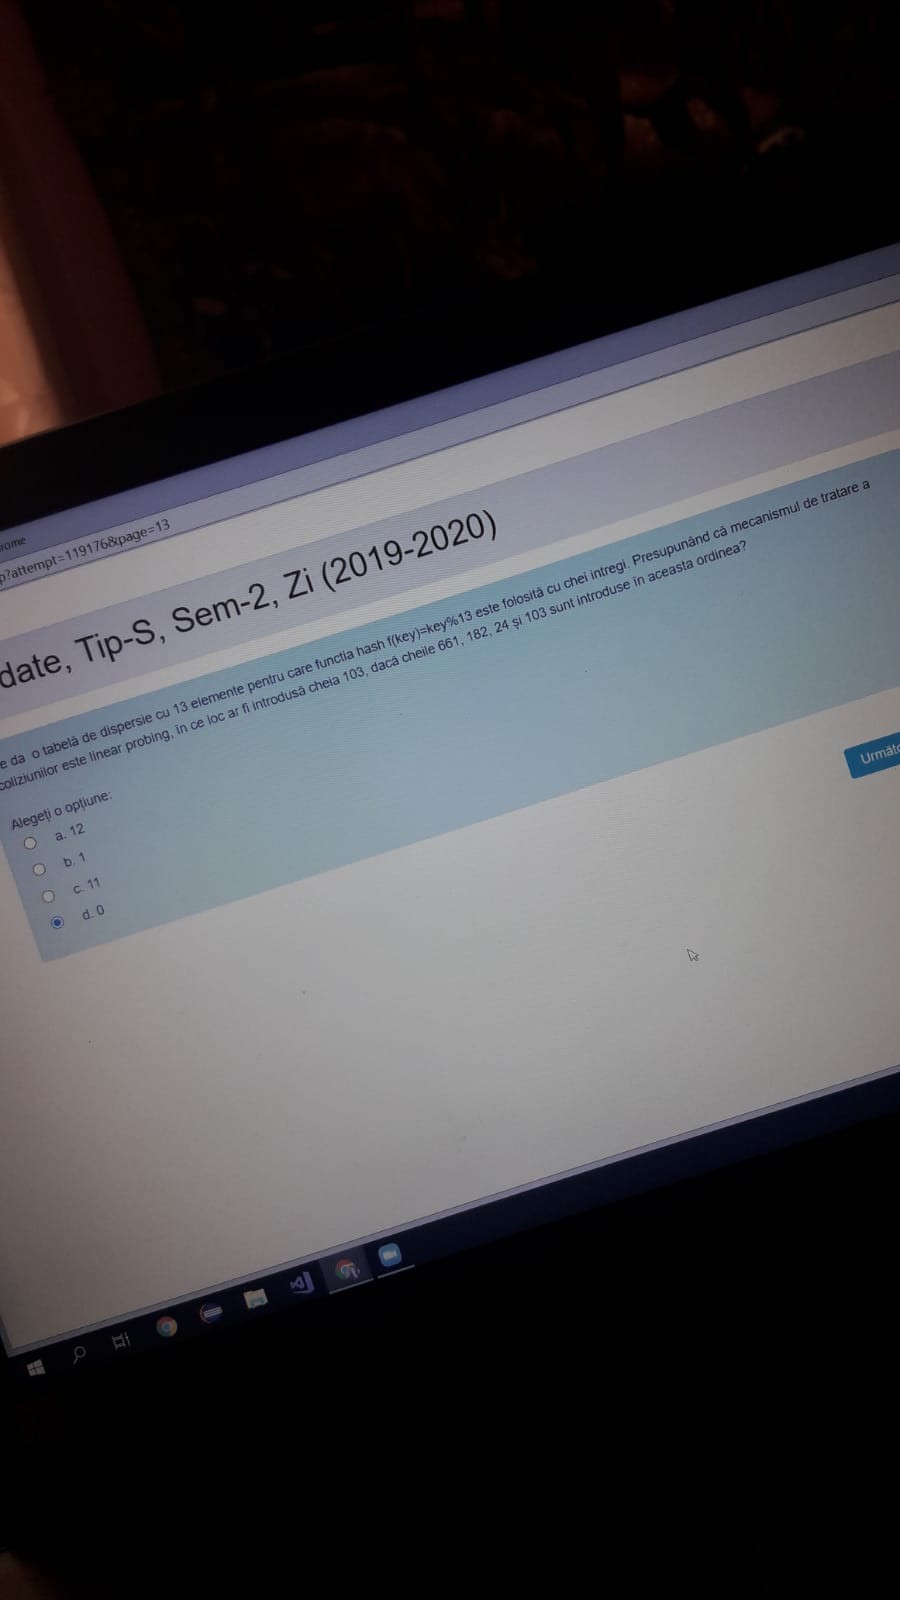 rome
p?attempt=119176&page=13
date, Tip-S, Sem-2, Zi (2019-2020)
e da o tabelă de dispersie cu 13 elemente pentru care functia hash f(key)=key%13 este folosită cu chei intregi. Presupunând că mecanismul de tratare a
coliziunilor este linear probing, în ce loc ar fi introdusă cheia 103, dacă cheile 661, 182, 24 și 103 sunt introduse in aceasta ordinea?
Alegeți o opțiune:
a. 12
b. 1
c. 11
d. 0
Următo